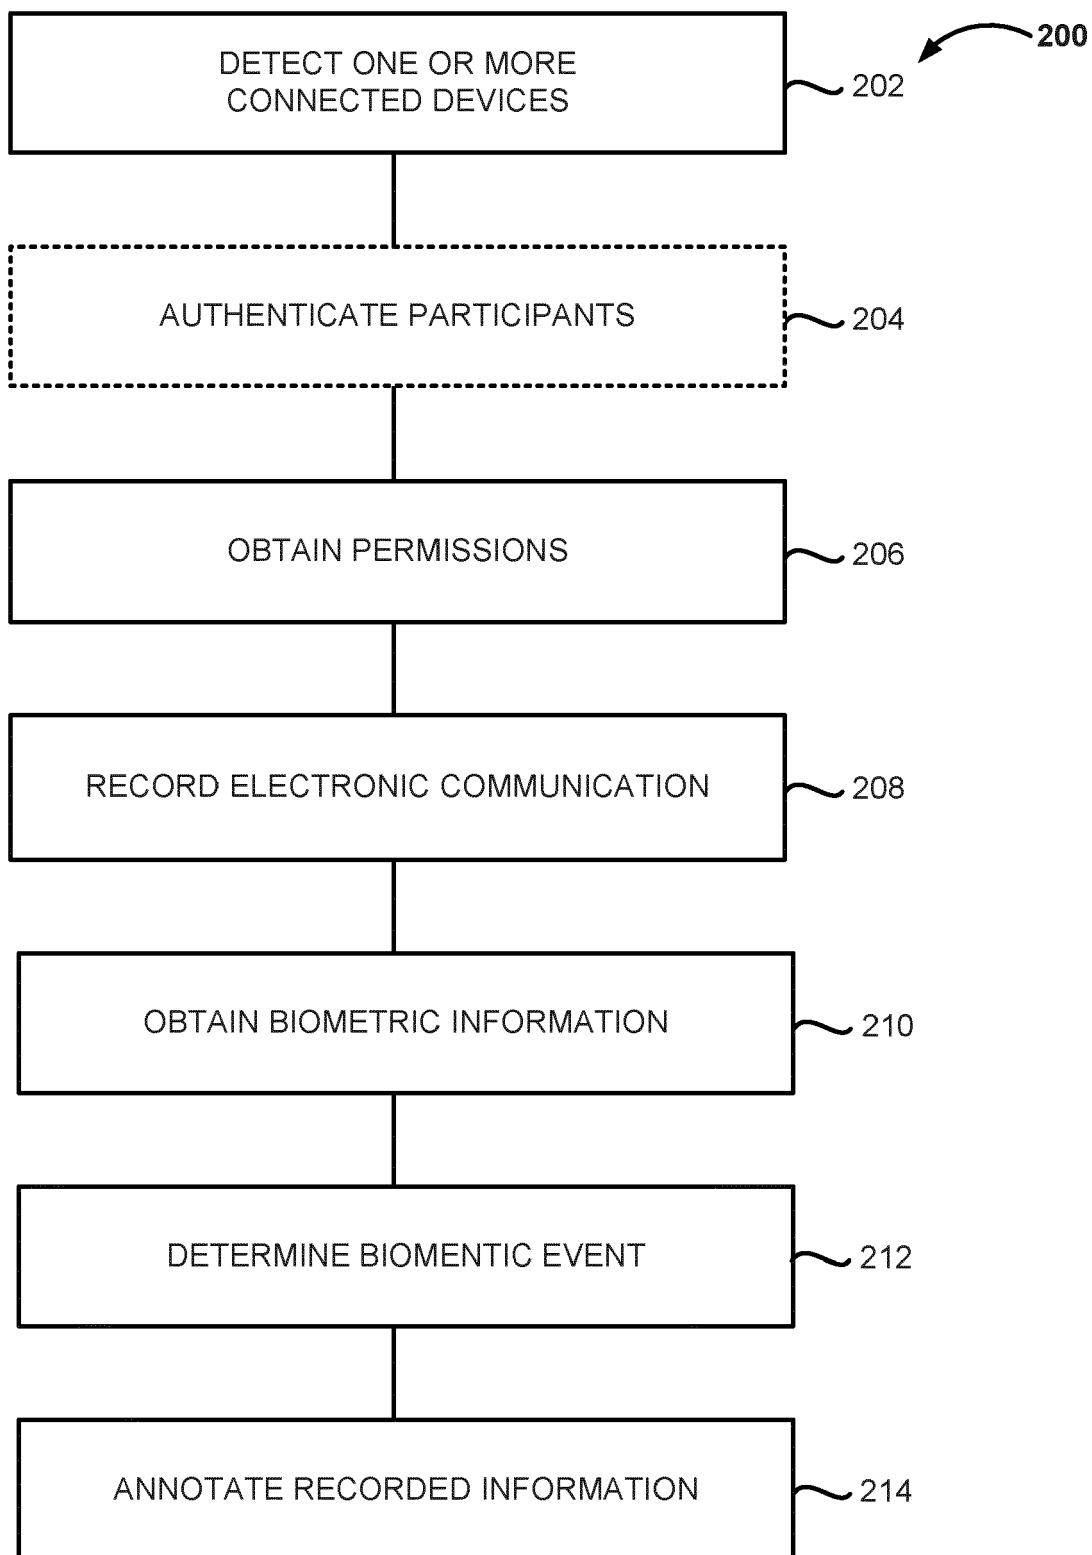 200
DETECT ONE OR MORE
CONNECTED DEVICES
202
AUTHENTICATE PARTICIPANTS
204
OBTAIN PERMISSIONS
206
RECORD ELECTRONIC COMMUNICATION
208
OBTAIN BIOMETRIC INFORMATION
210
DETERMINE BIOMENTIC EVENT
212
ANNOTATE RECORDED INFORMATION
214